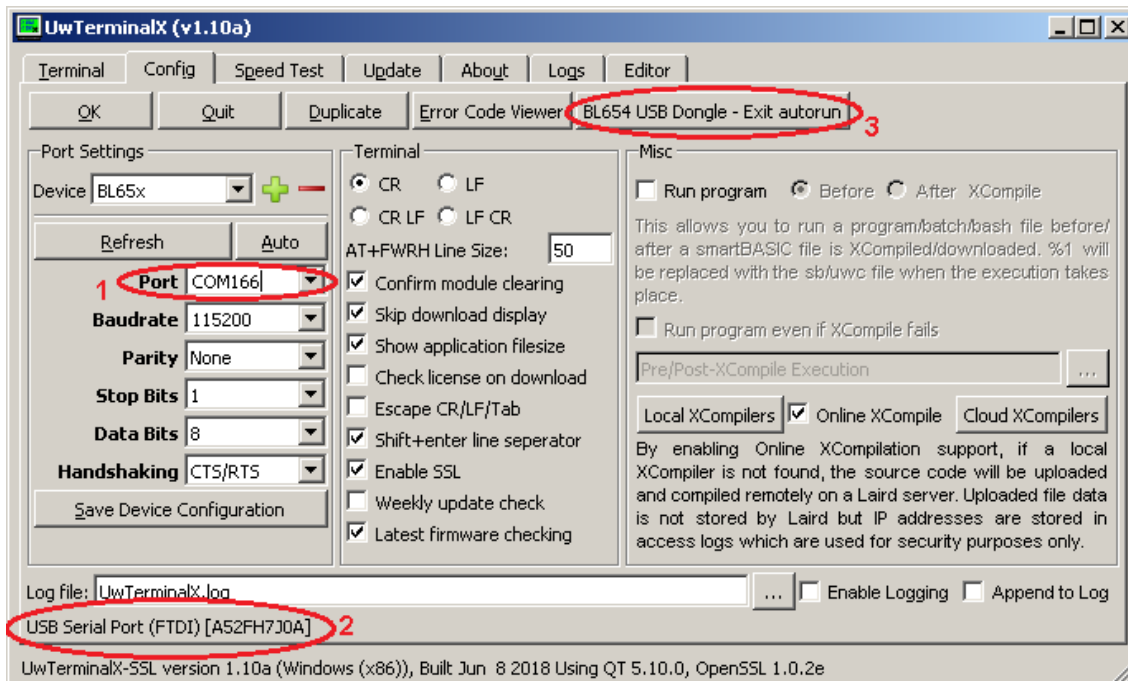 UwTerminalX (v1.10a)
Terminal Config Speed Test Update About Logs Editor
OK Quit Duplicate Error Code Viewer BL654 USB Dongle - Exit autorun 3
Port Settings
Device BL65x
Refresh Auto
1 Port COM166
Baudrate 115200
Parity None
Stop Bits 1
Data Bits 8
Handshaking CTS/RTS
Save Device Configuration
Terminal
CR LF
CR LF LF CR
AT+FWRH Line Size: 50
Confirm module clearing
Skip download display
Show application filesize
Check license on download
Escape CR/LF/Tab
Shift+enter line seperator
Enable SSL
Weekly update check
Latest firmware checking
Misc
Run program Before After XCompile
This allows you to run a program/batch/bash file before/
after a smartBASIC file is XCompiled/downloaded. %1 will
be replaced with the sb/uwc file when the execution takes
place.
Run program even if XCompile fails
Pre/Post-XCompile Execution ...
Local XCompilers Online XCompile Cloud XCompilers
By enabling Online XCompilation support, if a local
XCompiler is not found, the source code will be uploaded
and compiled remotely on a Laird server. Uploaded file data
is not stored by Laird but IP addresses are stored in
access logs which are used for security purposes only.
Log file: UwTerminalX.log ... Enable Logging Append to Log
USB Serial Port (FTDI) [A52FH7J0A] 2
UwTerminalX-SSL version 1.10a (Windows (x86)), Built Jun 8 2018 Using QT 5.10.0, OpenSSL 1.0.2e